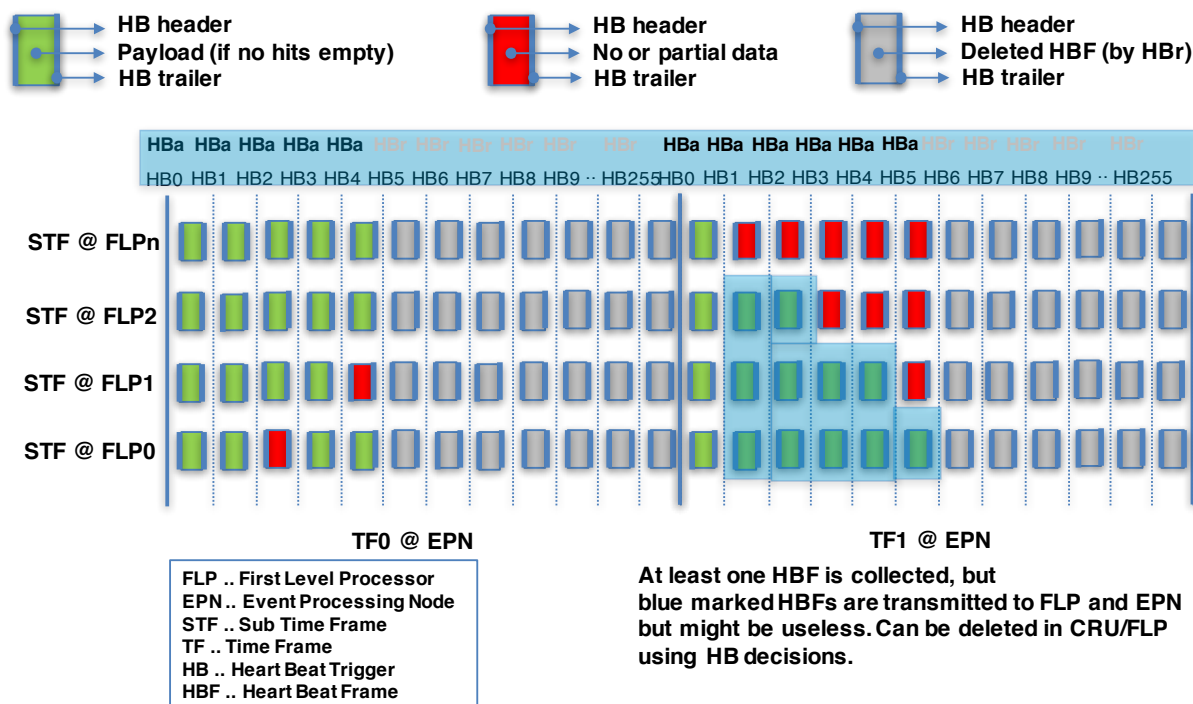 HB header
Payload (if no hits empty)
HB trailer
HB header
No or partial data
HB trailer
HB header
Deleted HBF (by HBr)
HB trailer
HBa HBa HBa HBa HBa HBr HBr HBr HBr HBr HBr HBa HBa HBa HBa HBa HBa HBr HBr HBr HBr HBr
HB0 HB1 HB2 HB3 HB4 HB5 HB6 HB7 HB8 HB9 ·· HB255 HB0 HB1 HB2 HB3 HB4 HB5 HB6 HB7 HB8 HB9 ·· HB255
STF @ FLPn
STF @ FLP2
STF @ FLP1
STF @ FLP0
TF0 @ EPN
TF1 @ EPN
FLP .. First Level Processor
EPN .. Event Processing Node
STF .. Sub Time Frame
TF .. Time Frame
HB .. Heart Beat Trigger
HBF .. Heart Beat Frame
At least one HBF is collected, but
blue marked HBFs are transmitted to FLP and EPN
but might be useless. Can be deleted in CRU/FLP
using HB decisions.